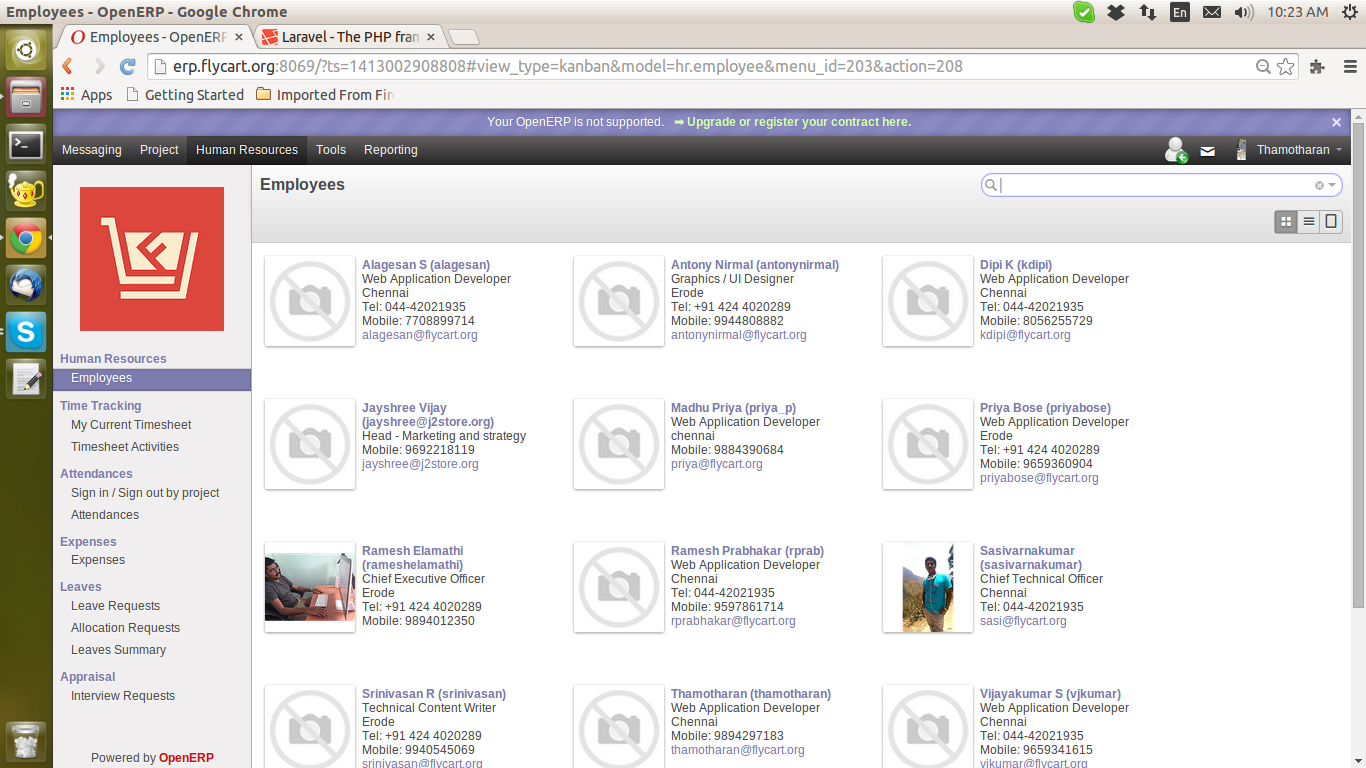 Employees - OpenERP - Google Chrome
En
10:23 AM
Employees - OpenERP
Laravel - The PHP fran
erp.flycart.org:8069/?ts=1413002908808#view_type=kanban&model=hr.employee&menu_id=203&action=208
Apps
Getting Started
Imported From Fire
Your OpenERP is not supported. ➡ Upgrade or register your contract here.
Messaging
Project
Human Resources
Tools
Reporting
Thamotharan
Employees
Human Resources
Employees
Time Tracking
My Current Timesheet
Timesheet Activities
Attendances
Sign in / Sign out by project
Attendances
Expenses
Expenses
Leaves
Leave Requests
Allocation Requests
Leaves Summary
Appraisal
Interview Requests
Powered by OpenERP
Alagesan S (alagesan)
Web Application Developer
Chennai
Tel: 044-42021935
Mobile: 7708899714
alagesan@flycart.org
Antony Nirmal (antonynirmal)
Graphics / UI Designer
Erode
Tel: +91 424 4020289
Mobile: 9944808882
antonynirmal@flycart.org
Dipi K (kdipi)
Web Application Developer
Chennai
Tel: 044-42021935
Mobile: 8056255729
kdipi@flycart.org
Jayshree Vijay
(jayshree@j2store.org)
Head - Marketing and strategy
Mobile: 9692218119
jayshree@j2store.org
Madhu Priya (priya_p)
Web Application Developer
chennai
Mobile: 9884390684
priya@flycart.org
Priya Bose (priyabose)
Web Application Developer
Erode
Tel: +91 424 4020289
Mobile: 9659360904
priyabose@flycart.org
Ramesh Elamathi
(rameshelamathi)
Chief Executive Officer
Erode
Tel: +91 424 4020289
Mobile: 9894012350
Ramesh Prabhakar (rprab)
Web Application Developer
Chennai
Tel: 044-42021935
Mobile: 9597861714
rprabhakar@flycart.org
Sasivarnakumar
(sasivarnakumar)
Chief Technical Officer
Chennai
Tel: 044-42021935
sasi@flycart.org
Srinivasan R (srinivasan)
Technical Content Writer
Erode
Tel: +91 424 4020289
Mobile: 9940545069
srinivasan@flycart.org
Thamotharan (thamotharan)
Web Application Developer
Chennai
Mobile: 9894297183
thamotharan@flycart.org
Vijayakumar S (vjkumar)
Web Application Developer
Chennai
Tel: 044-42021935
Mobile: 9659341615
vjkumar@flycart.org